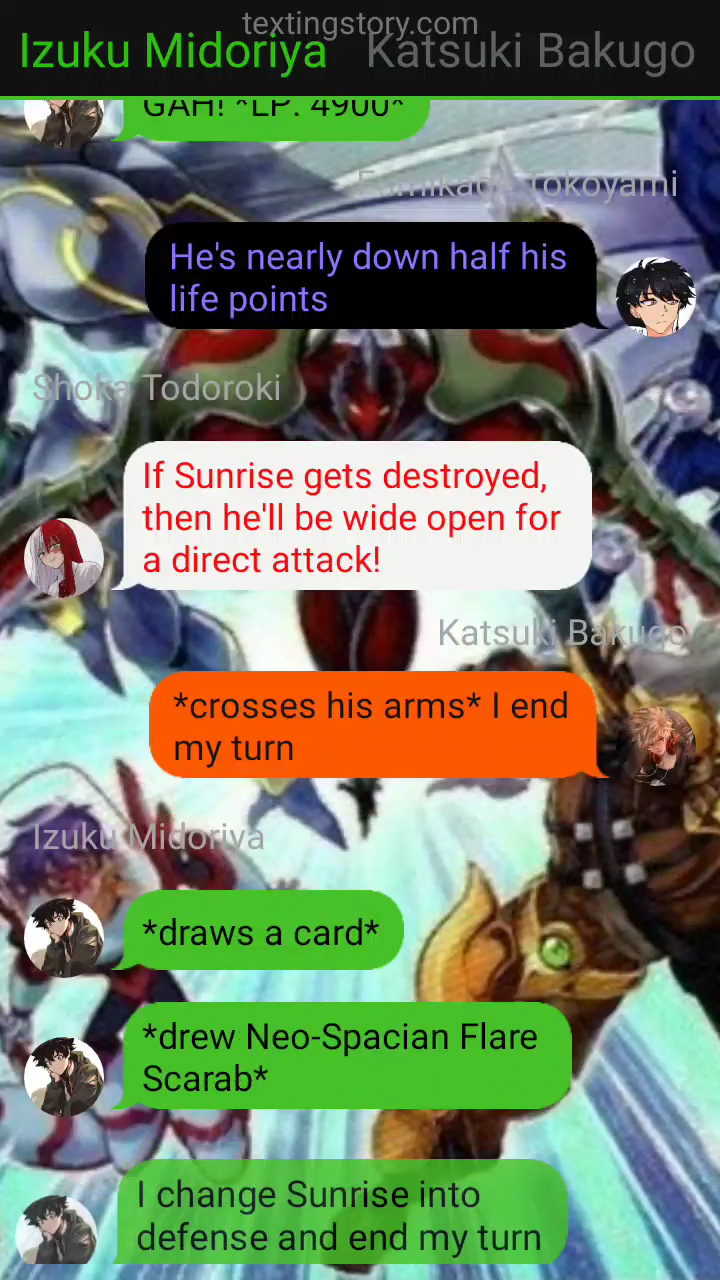 textingstory.com
Izuku Midoriya Katsuki Bakugo
GAH! *LP: 4900*
Fumikage Tokoyami
He's nearly down half his
life points
Shoka Todoroki
If Sunrise gets destroyed,
then he'll be wide open for
a direct attack!
Katsuki Bakugo
*crosses his arms* I end
my turn
Izuku Midoriya
*draws a card*
*drew Neo-Spacian Flare
Scarab*
I change Sunrise into
defense and end my turn